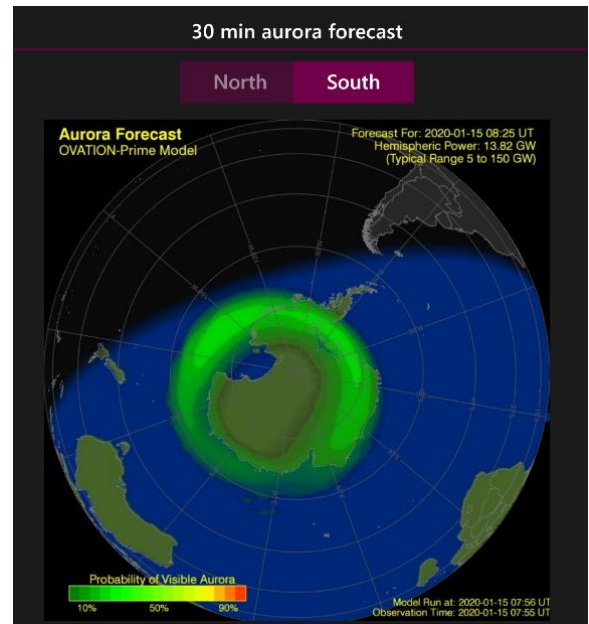 30 min aurora forecast
North South
Aurora Forecast
OVATION-Prime Model
Forecast For: 2020-01-15 08:25 UT
Hemispheric Power: 13.82 GW
(Typical Range 5 to 150 GW)
Probability of Visible Aurora
10% 50% 90%
Model Run at: 2020-01-15 07:56 UT
Observation Time: 2020-01-15 07:55 UT